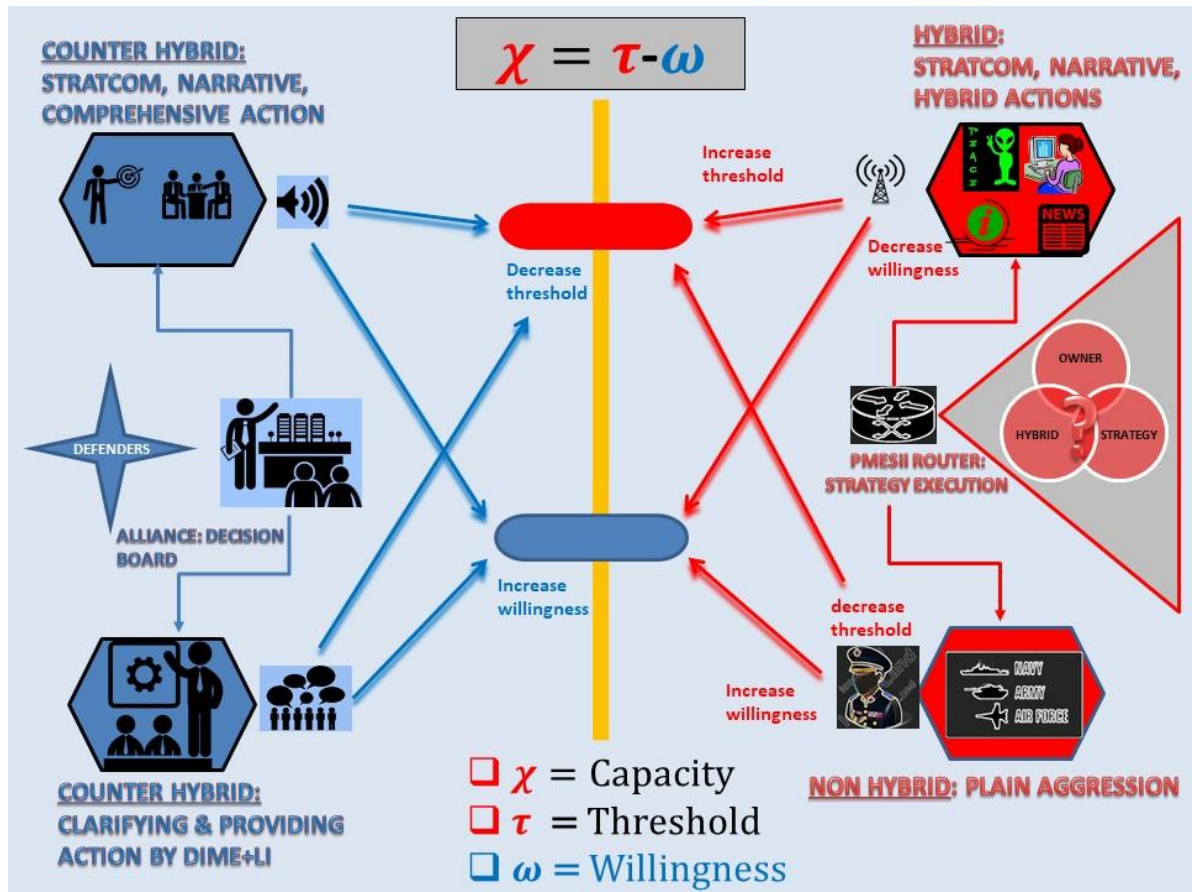 COUNTER HYBRID:
STRATCOM, NARRATIVE,
COMPREHENSIVE ACTION
χ = τ-ω
HYBRID:
STRATCOM, NARRATIVE,
HYBRID ACTIONS
Increase
threshold
NEWS
Decrease
willingness
Decrease
threshold
OWNER
HYBRID
?
STRATEGY
DEFENDERS
PMESII ROUTER:
STRATEGY EXECUTION
ALLIANCE: DECISION
BOARD
Increase
willingness
decrease
threshold
Increase
willingness
NAVY
ARMY
AIR FORCE
COUNTER HYBRID:
CLARIFYING & PROVIDING
ACTION BY DIME+LI
NON HYBRID: PLAIN AGGRESSION
❑ χ = Capacity
❑ τ = Threshold
❑ ω = Willingness